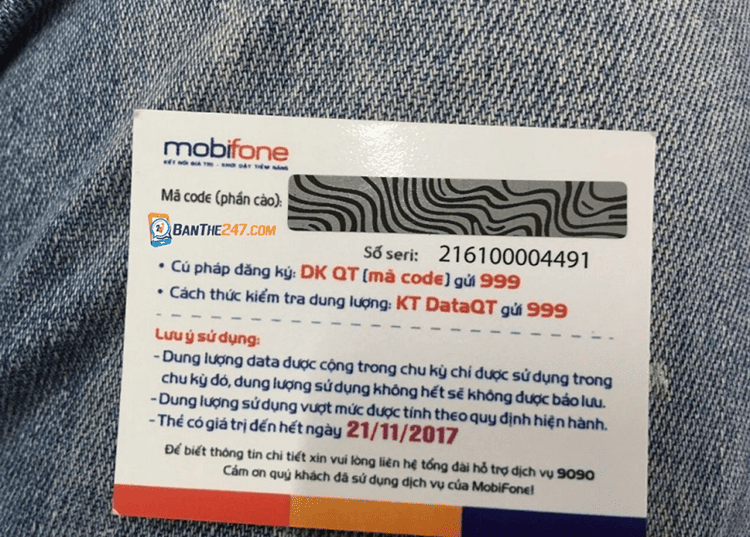 mobifone
KẾT NỐI GIÁ TRỊ - KHƠI DẬY TIỀM NĂNG
Mã code (phần cào):
BANTHE247.COM
Số seri: 216100004491
• Cú pháp đăng ký: DK QT (mã code) gửi 999
• Cách thức kiểm tra dung lượng: KT DataQT gửi 999
Lưu ý sử dụng:
- Dung lượng data được cộng trong chu kỳ chỉ được sử dụng trong
chu kỳ đó, dung lượng sử dụng không hết sẽ không được bảo lưu.
- Dung lượng sử dụng vượt mức được tính theo quy định hiện hành.
- Thẻ có giá trị đến hết ngày 21/11/2017
Để biết thông tin chi tiết xin vui lòng liên hệ tổng đài hỗ trợ dịch vụ 9090
Cảm ơn quý khách đã sử dụng dịch vụ của MobiFone!